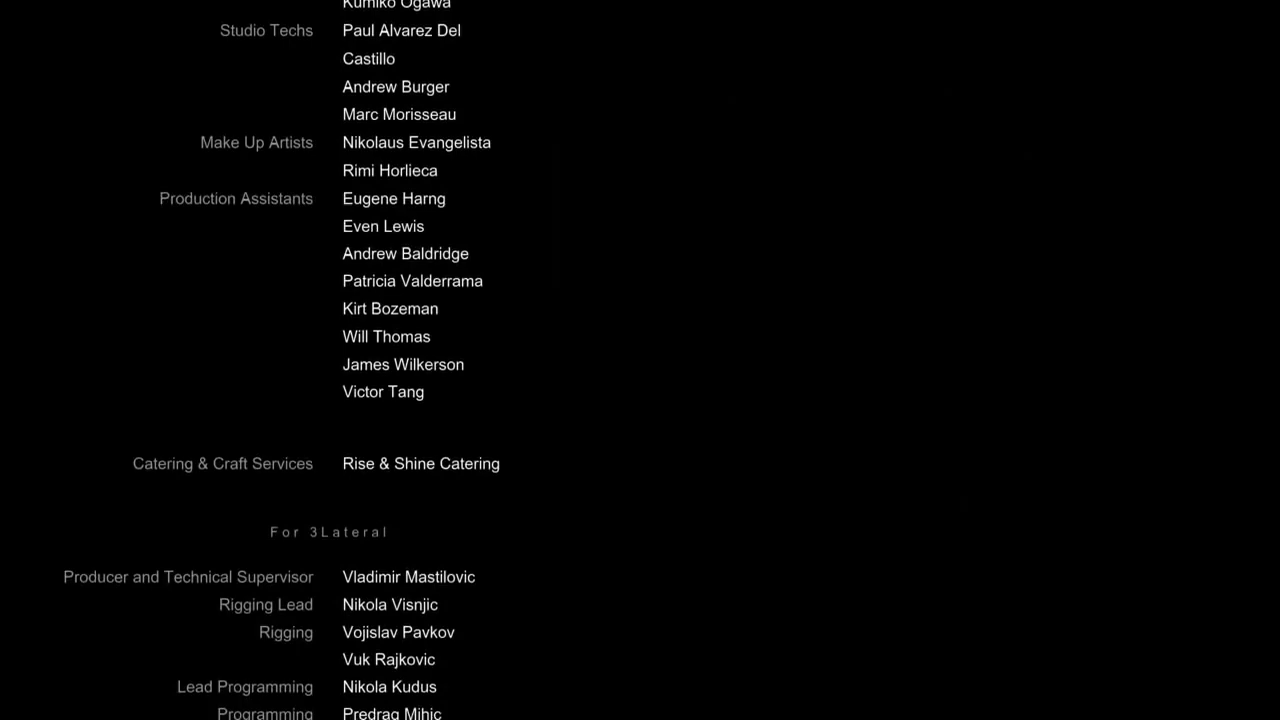 Kumiko Ogawa
Studio Techs Paul Alvarez Del
Castillo
Andrew Burger
Marc Morisseau
Make Up Artists Nikolaus Evangelista
Rimi Horlieca
Production Assistants Eugene Harng
Even Lewis
Andrew Baldridge
Patricia Valderrama
Kirt Bozeman
Will Thomas
James Wilkerson
Victor Tang
Catering & Craft Services Rise & Shine Catering
For 3Lateral
Producer and Technical Supervisor Vladimir Mastilovic
Rigging Lead Nikola Visnjic
Rigging Vojislav Pavkov
Vuk Rajkovic
Lead Programming Nikola Kudus
Programming Predrag Mihic